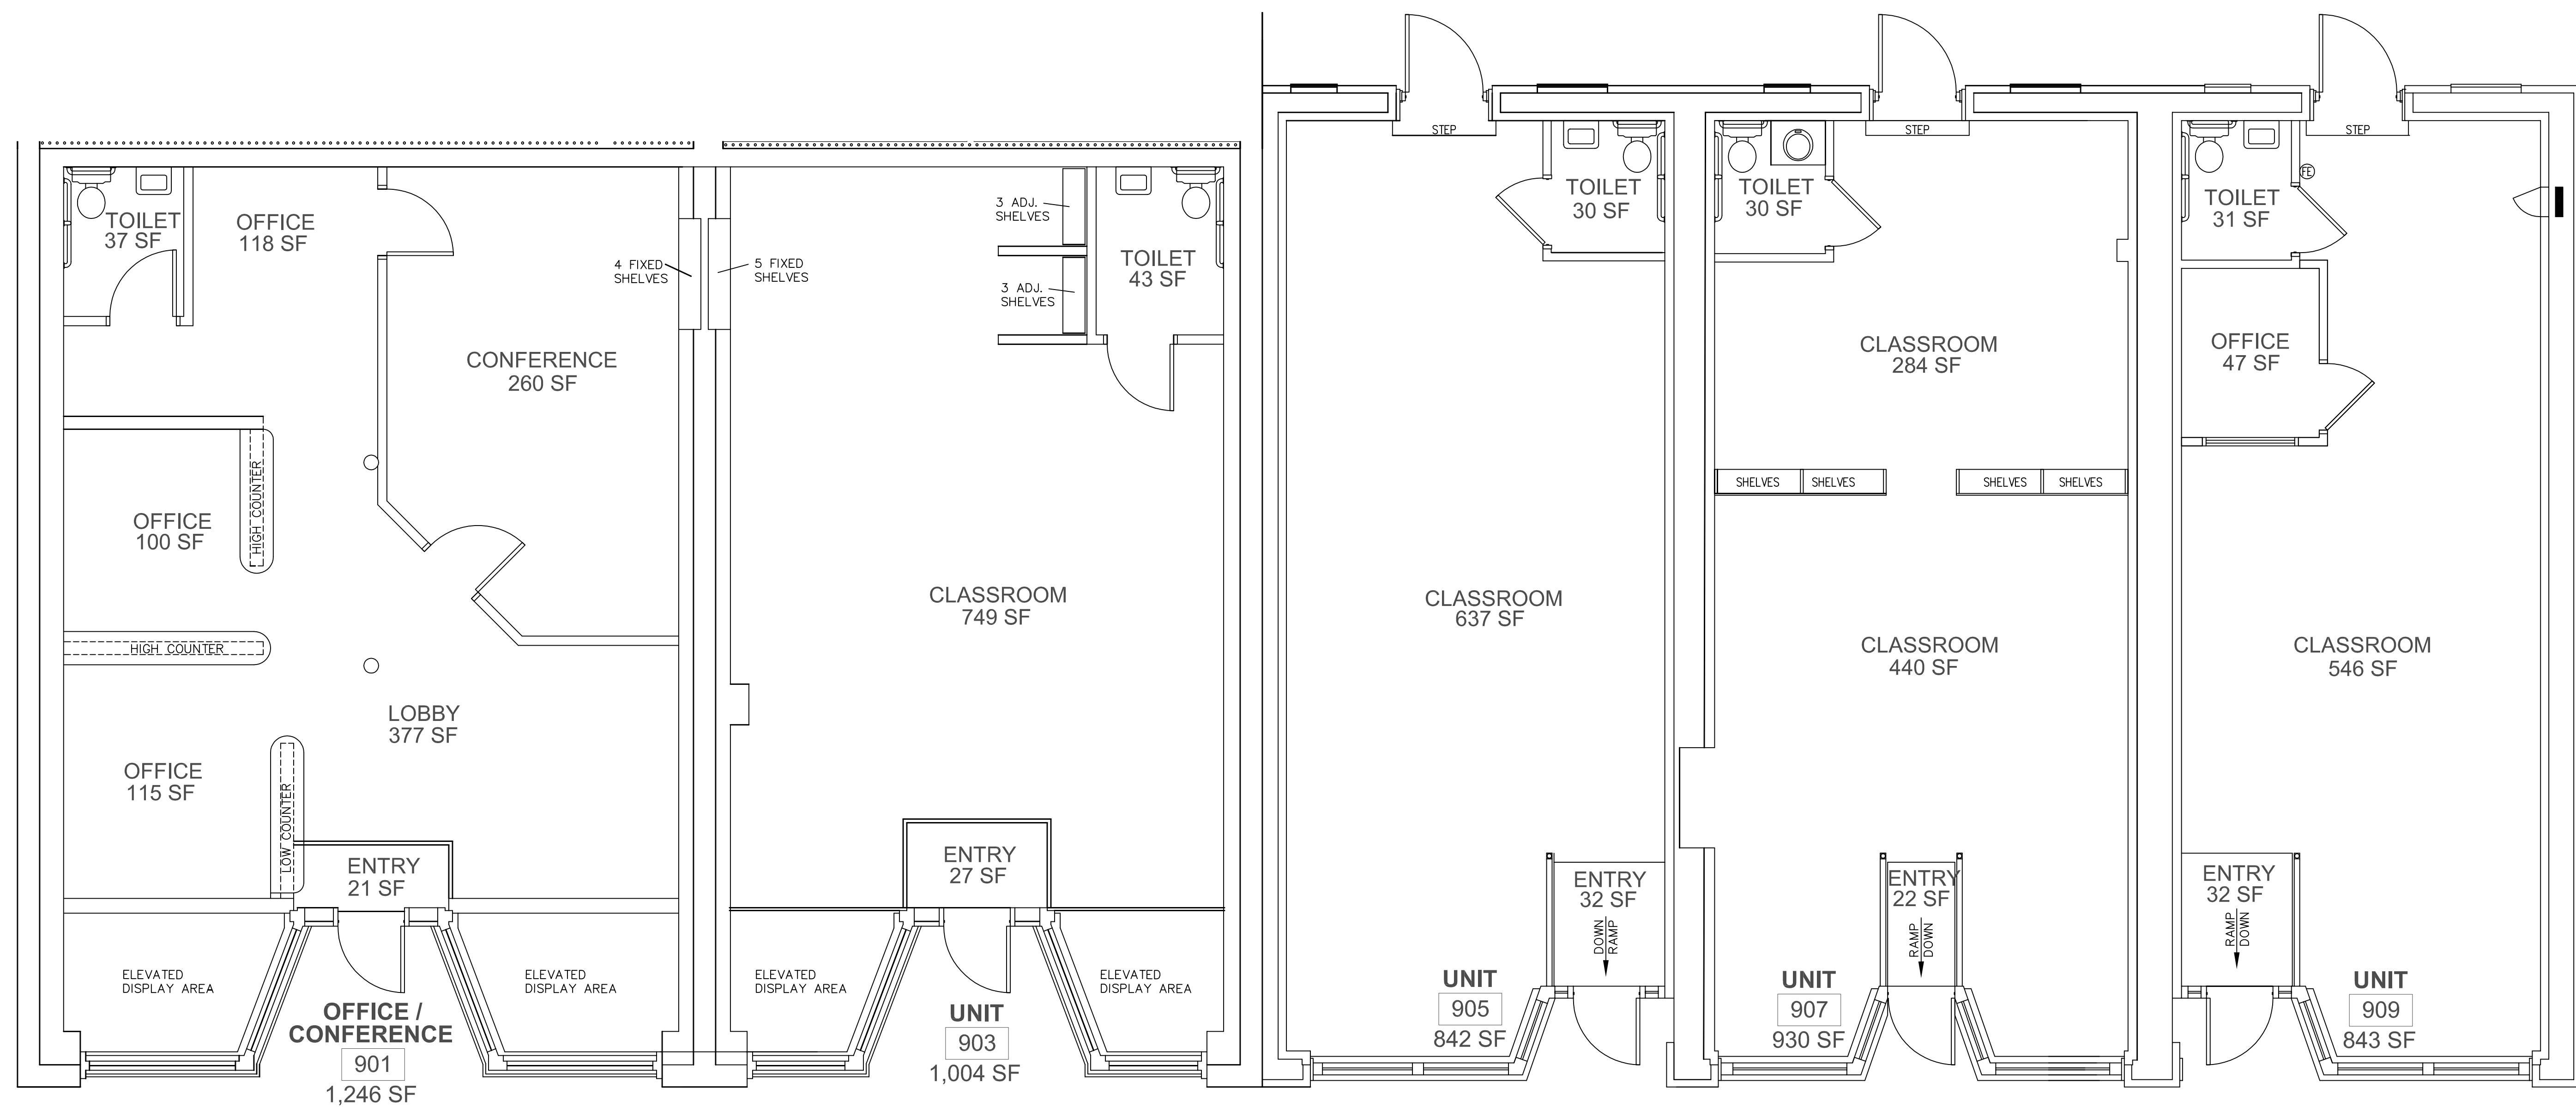 TOILET
37 SF
OFFICE
118 SF
4 FIXED
SHELVES
CONFERENCE
260 SF
OFFICE
100 SF
HIGH COUNTER
HIGH COUNTER
LOBBY
377 SF
OFFICE
115 SF
LOW COUNTER
ENTRY
21 SF
ELEVATED
DISPLAY AREA
ELEVATED
DISPLAY AREA
OFFICE /
CONFERENCE
901
1,246 SF
5 FIXED
SHELVES
3 ADJ.
SHELVES
3 ADJ.
SHELVES
TOILET
43 SF
CLASSROOM
749 SF
ENTRY
27 SF
ELEVATED
DISPLAY AREA
ELEVATED
DISPLAY AREA
UNIT
903
1,004 SF
STEP
TOILET
30 SF
CLASSROOM
637 SF
ENTRY
32 SF
DOWN
RAMP
UNIT
905
842 SF
STEP
TOILET
30 SF
CLASSROOM
284 SF
SHELVES
SHELVES
SHELVES
SHELVES
CLASSROOM
440 SF
ENTRY
22 SF
RAMP
DOWN
UNIT
907
930 SF
STEP
FE
TOILET
31 SF
OFFICE
47 SF
CLASSROOM
546 SF
ENTRY
32 SF
RAMP
DOWN
UNIT
909
843 SF